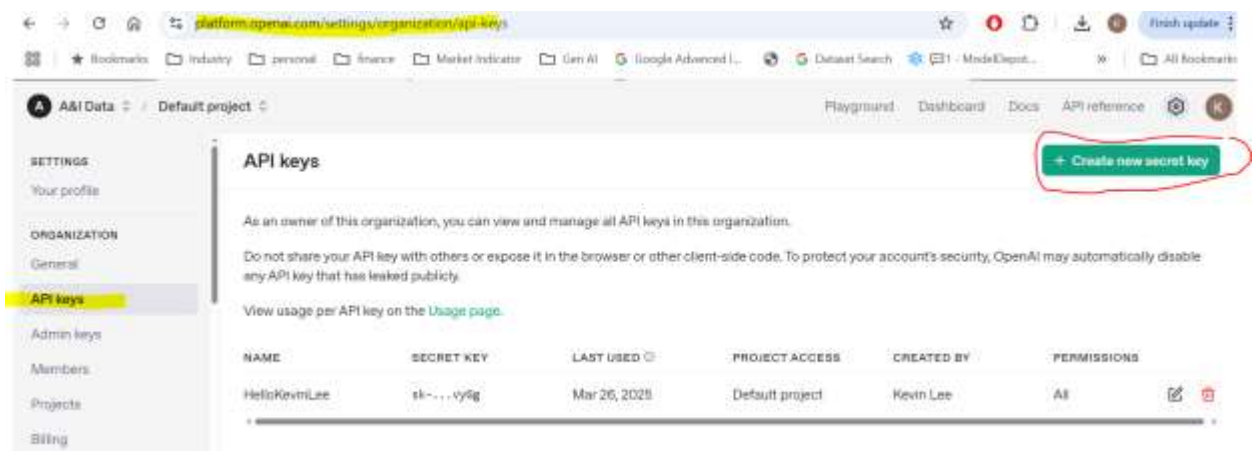 platform.openai.com/settings/organization/api-keys
Finish update
Bookmarks Industry personal finance Market Indicator Gen AI Google Advanced I... Dataset Search 1 - ModelDepot... » All Bookmarks
A A&I Data / Default project Playground Dashboard Docs API reference K
SETTINGS
Your profile
ORGANIZATION
General
API keys
Admin keys
Members
Projects
Billing
API keys
+ Create new secret key
As an owner of this organization, you can view and manage all API keys in this organization.
Do not share your API key with others or expose it in the browser or other client-side code. To protect your account's security, OpenAI may automatically disable
any API key that has leaked publicly.
View usage per API key on the Usage page.
NAME SECRET KEY LAST USED PROJECT ACCESS CREATED BY PERMISSIONS
HelloKevinLee sk-... Mar 26, 2025 Default project Kevin Lee All